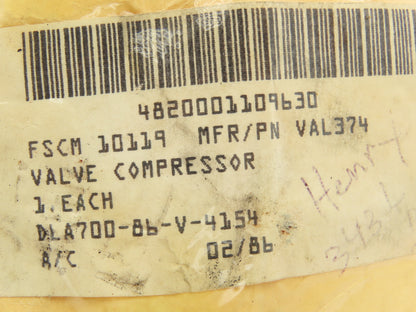 4820001109630
FSCM 10119 MFR/PN VAL374
VALVE COMPRESSOR
1 EACH
DLA700-86-V-4154
A/C 02/86
Henry